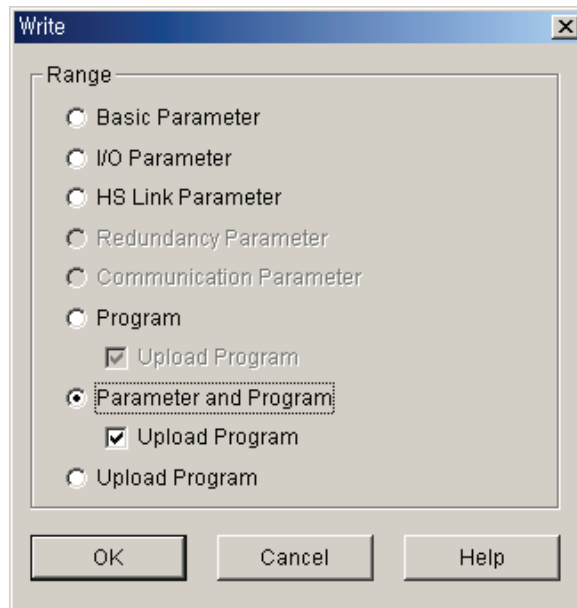 Write
Range
Basic Parameter
I/O Parameter
HS Link Parameter
Redundancy Parameter
Communication Parameter
Program
Upload Program
Parameter and Program
Upload Program
Upload Program
OK Cancel Help